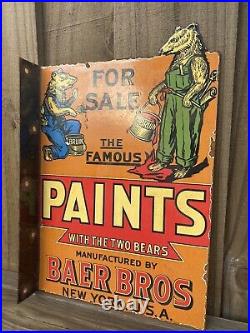 FOR
SALE
THE
FAMOUS
PAINTS
WITH THE TWO BEARS
MANUFACTURED BY
BAER BROS
NEW YORK U.S.A.